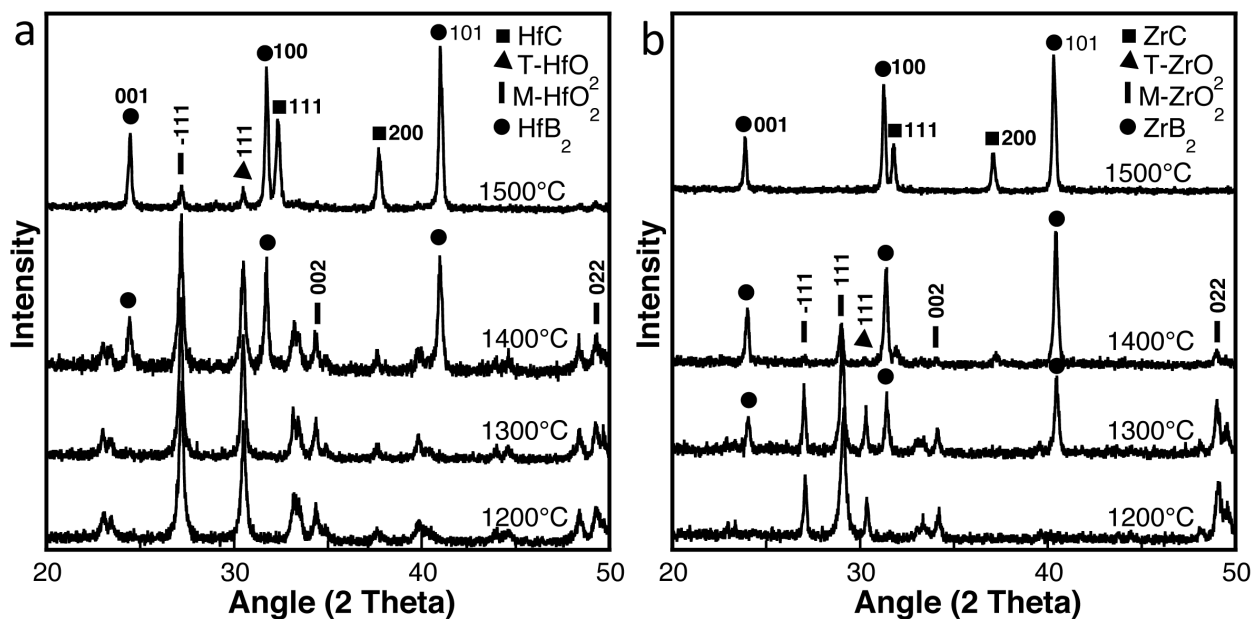 a
HfC
T-HfO2
M-HfO2
HfB2
001
-111
111
100
111
200
101
1500°C
002
022
1400°C
1300°C
1200°C
Intensity
20 30 40 50
Angle (2 Theta)
b
ZrC
T-ZrO2
M-ZrO2
ZrB2
001
100
111
200
101
1500°C
-111
111
111
002
022
1400°C
1300°C
1200°C
Intensity
20 30 40 50
Angle (2 Theta)